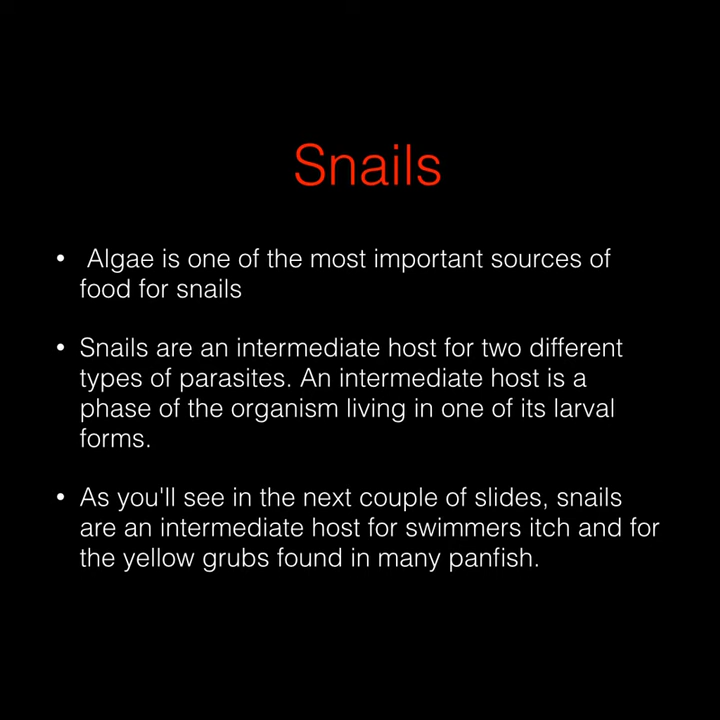 Snails
• Algae is one of the most important sources of
food for snails
• Snails are an intermediate host for two different
types of parasites. An intermediate host is a
phase of the organism living in one of its larval
forms.
• As you'll see in the next couple of slides, snails
are an intermediate host for swimmers itch and for
the yellow grubs found in many panfish.